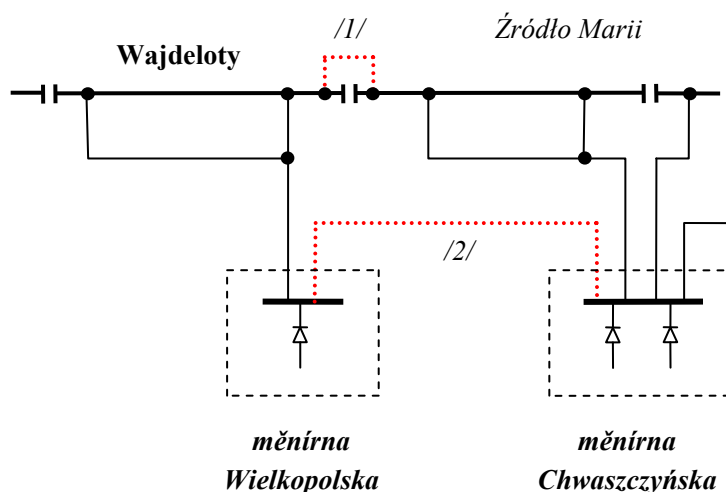 /1/
Źródło Marii
Wajdeloty
/2/
měnírna
Wielkopolska
měnírna
Chwaszczyńska